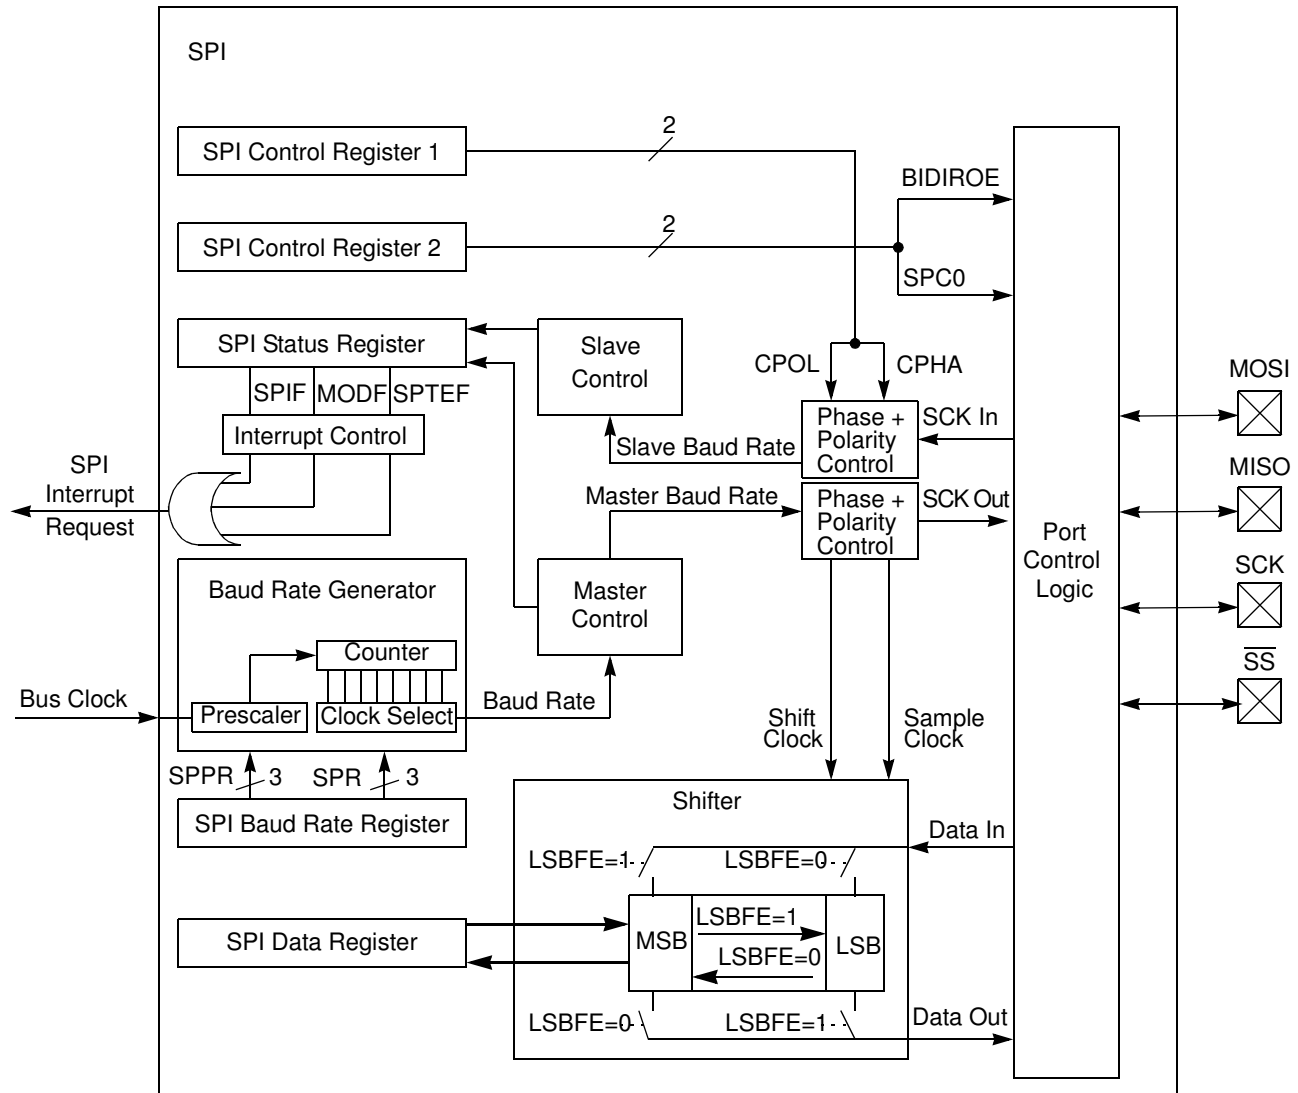 SPI
SPI Control Register 1
2
BIDIROE
SPI Control Register 2
2
SPC0
SPI Status Register
Slave
Control
CPOL
CPHA
MOSI
SPIF
MODF
SPTEF
Phase +
Polarity
Control
SCK In
Interrupt Control
Slave Baud Rate
SPI
Interrupt
Request
MISO
Master Baud Rate
Phase +
Polarity
Control
SCK Out
Port
Control
Logic
Baud Rate Generator
Master
Control
SCK
Counter
SS
Bus Clock
Prescaler
Clock Select
Baud Rate
Shift
Clock
Sample
Clock
SPPR
3
SPR
3
SPI Baud Rate Register
Shifter
Data In
LSBFE=1
LSBFE=0
SPI Data Register
MSB
LSBFE=1
LSBFE=0
LSB
LSBFE=0
LSBFE=1
Data Out